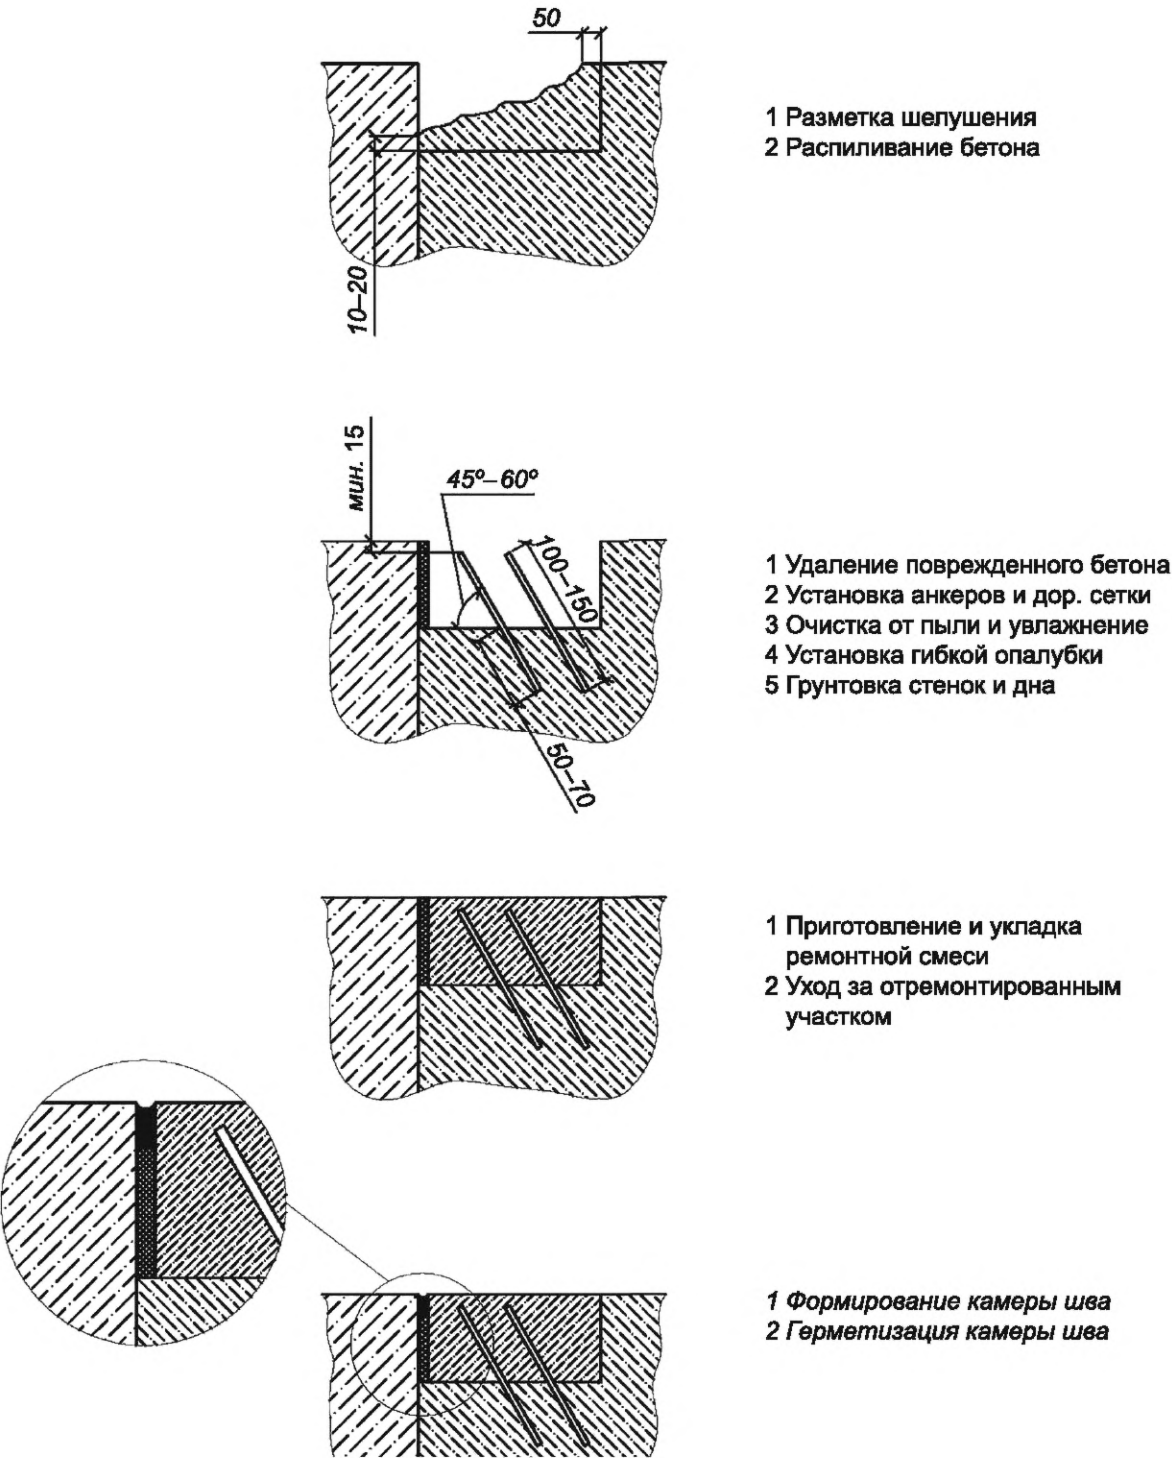 50
1 Разметка шелушения
2 Распиливание бетона
10–20
мин. 15
45º–60º
100–150
1 Удаление поврежденного бетона
2 Установка анкеров и дор. сетки
3 Очистка от пыли и увлажнение
4 Установка гибкой опалубки
5 Грунтовка стенок и дна
50–70
1 Приготовление и укладка
ремонтной смеси
2 Уход за отремонтированным
участком
1 Формирование камеры шва
2 Герметизация камеры шва